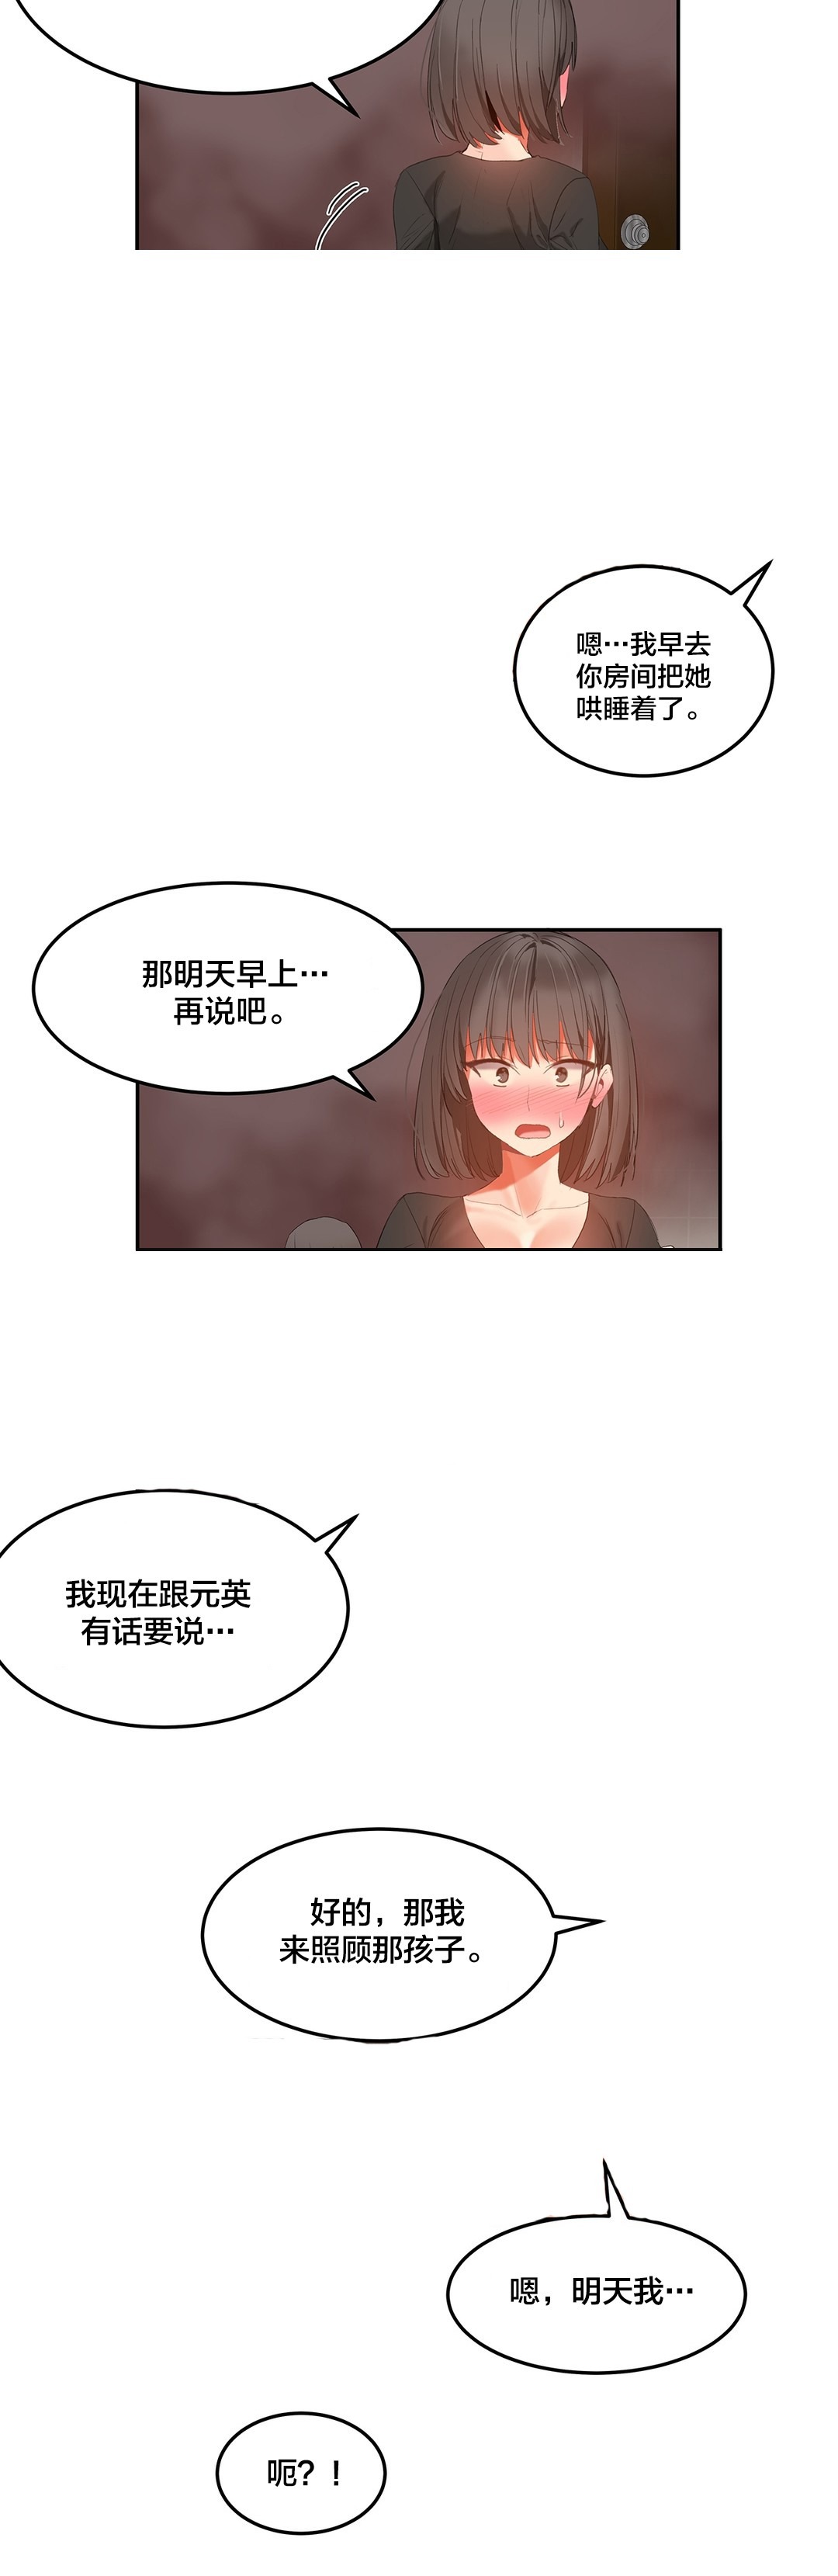 嗯…我早去
你房间把她
哄睡着了。
那明天早上…
再说吧。
我现在跟元英
有话要说…
好的，那我
来照顾那孩子。
嗯，明天我…
呃？！